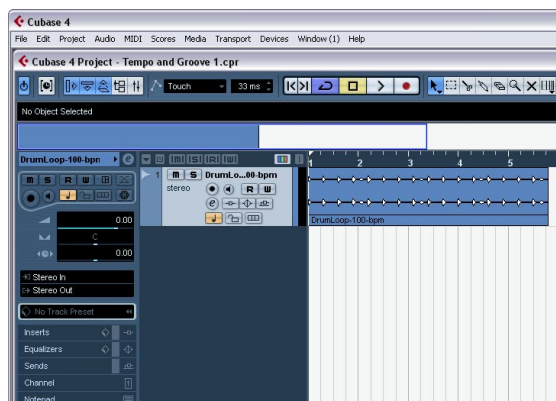 Cubase 4
File Edit Project Audio MIDI Scores Media Transport Devices Window (1) Help
Cubase 4 Project - Tempo and Groove 1.cpr
Touch 33 ms
No Object Selected
DrumLoop-100-bpm
m S R W
1 2 3 4 5
1 m S DrumLo...00-bpm
stereo R W
e
0.00
C
0.00
DrumLoop-100-bpm
Stereo In
Stereo Out
No Track Preset
Inserts
Equalizers
Sends
Channel
Notepad